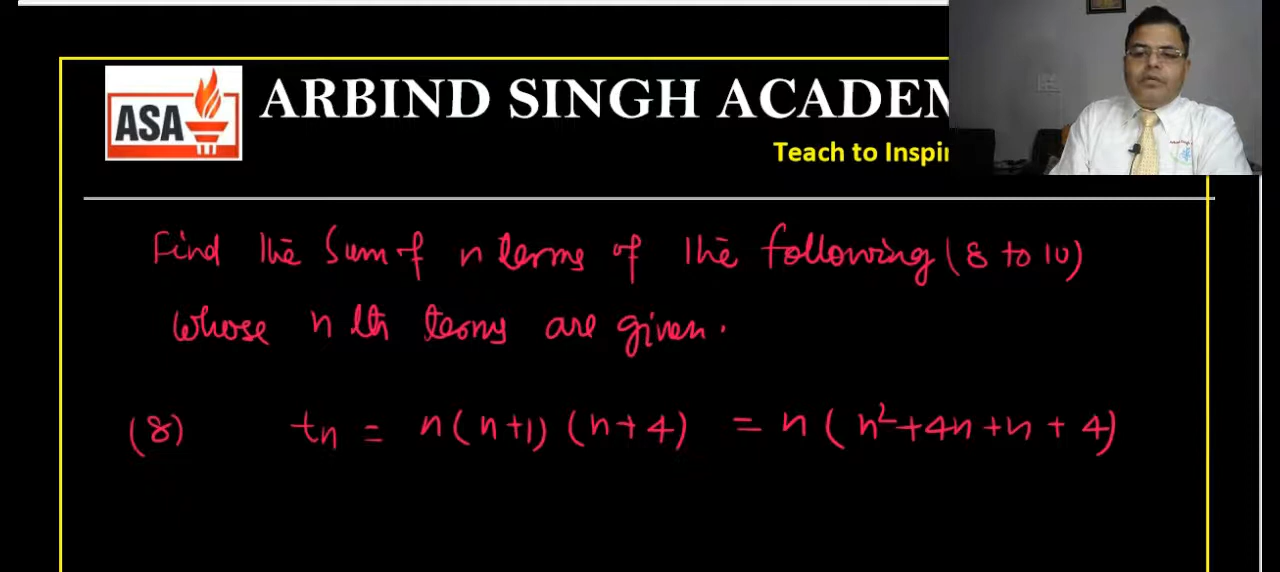 ASA
ARBIND SINGH ACADEM
Teach to Inspir
Find the Sum of n terms of the following (8 to 10)
whose n th terms are given.
(8) tn = n(n+1) (n+4) = n(n²+4n+n+4)